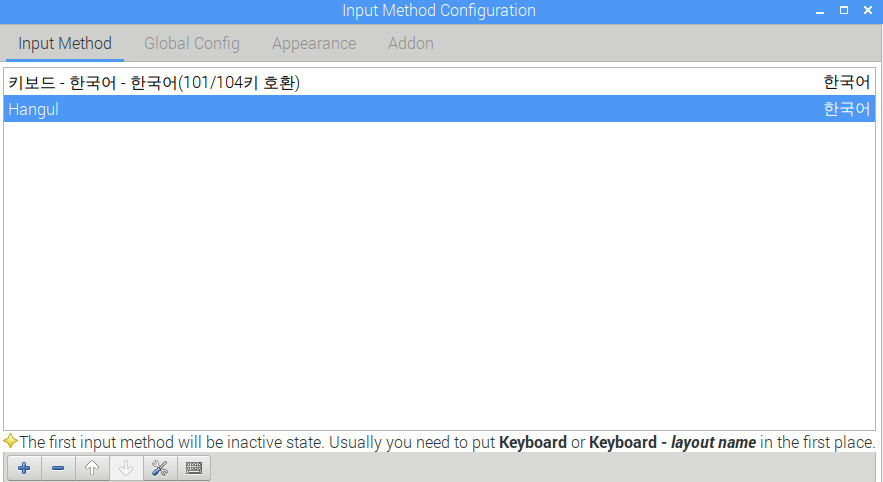 Input Method Configuration
Input Method Global Config Appearance Addon
키보드 - 한국어 - 한국어(101/104키 호환) 한국어
Hangul 한국어
The first input method will be inactive state. Usually you need to put Keyboard or Keyboard - layout name in the first place.